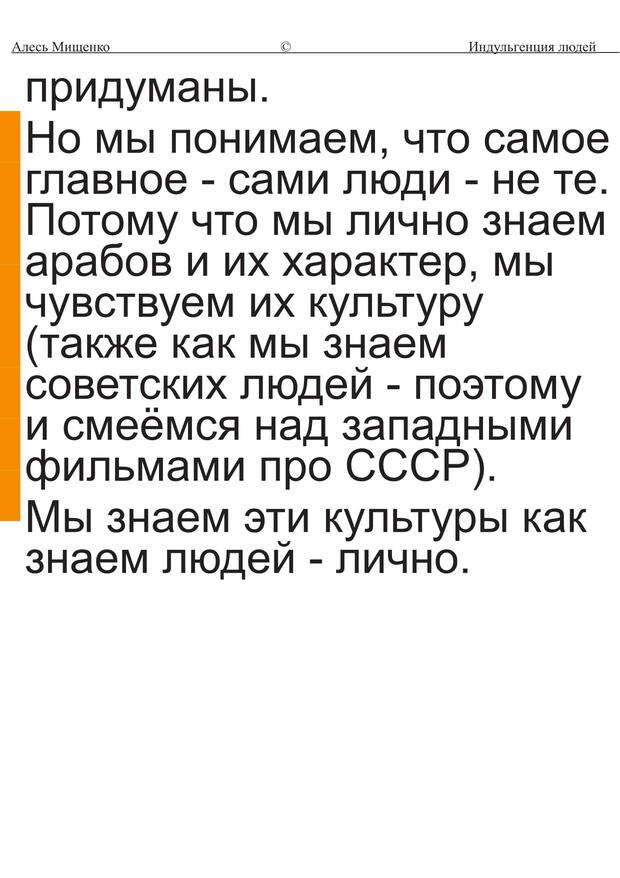 Алесь Мищенко © Индульгенция людей
придуманы.
Но мы понимаем, что самое
главное - сами люди - не те.
Потому что мы лично знаем
арабов и их характер, мы
чувствуем их культуру
(также как мы знаем
советских людей - поэтому
и смеёмся над западными
фильмами про СССР).
Мы знаем эти культуры как
знаем людей - лично.